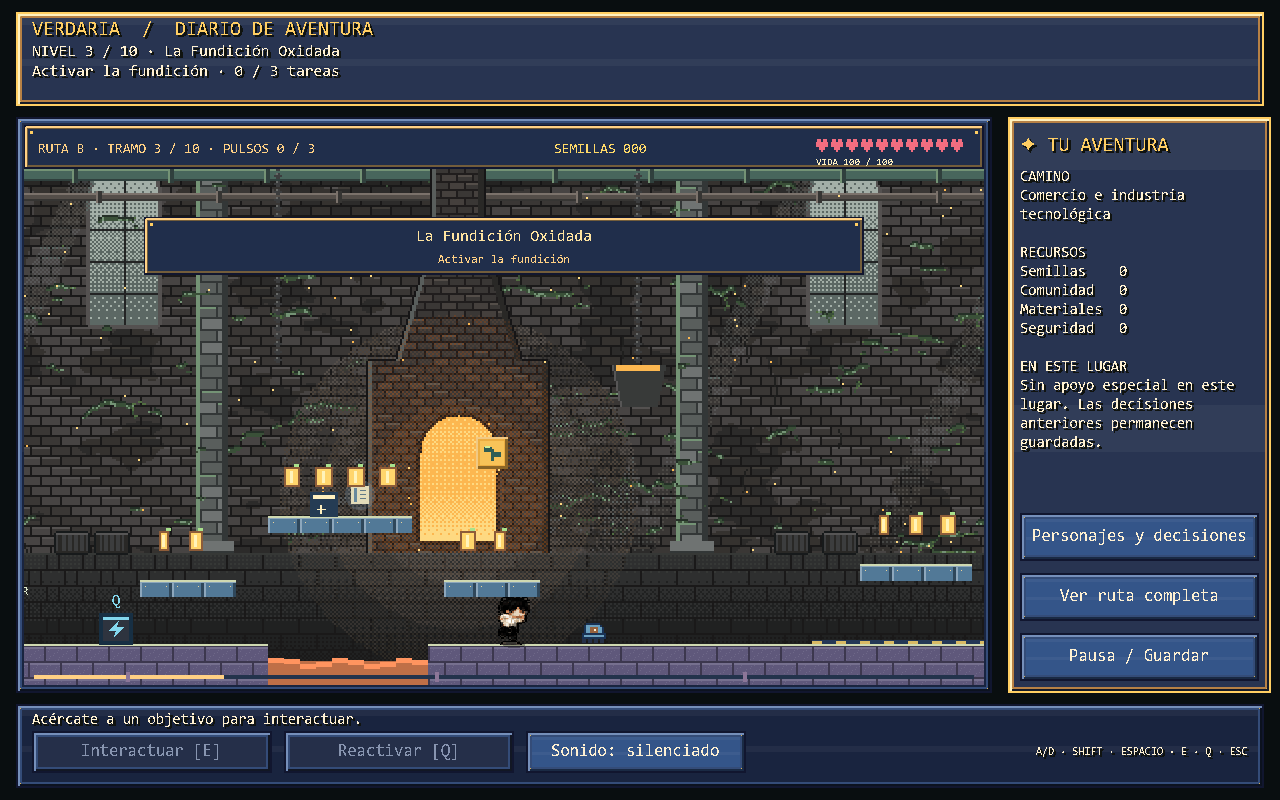 VERDARIA / DIARIO DE AVENTURA
NIVEL 3 / 10 · La Fundición Oxidada
Activar la fundición · 0 / 3 tareas
RUTA B · TRAMO 3 / 10 · PULSOS 0 / 3
SEMILLAS 000
VIDA 100 / 100
La Fundición Oxidada
Activar la fundición
Q
✦ TU AVENTURA
CAMINO
Comercio e industria
tecnológica
RECURSOS
Semillas 0
Comunidad 0
Materiales 0
Seguridad 0
EN ESTE LUGAR
Sin apoyo especial en este
lugar. Las decisiones
anteriores permanecen
guardadas.
Personajes y decisiones
Ver ruta completa
Pausa / Guardar
Acércate a un objetivo para interactuar.
Interactuar [E]
Reactivar [Q]
Sonido: silenciado
A/D · SHIFT · ESPACIO · E · Q · ESC